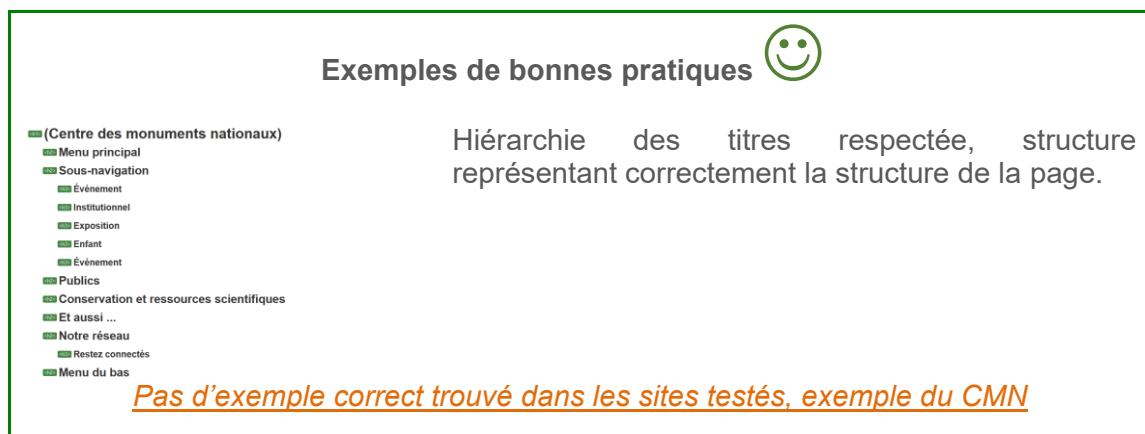 Exemples de bonnes pratiques
(Centre des monuments nationaux)
Menu principal
Sous-navigation
Événement
Institutionnel
Exposition
Enfant
Événement
Publics
Conservation et ressources scientifiques
Et aussi ...
Notre réseau
Restez connectés
Menu du bas
Hiérarchie des titres respectée, structure
représentant correctement la structure de la page.
Pas d’exemple correct trouvé dans les sites testés, exemple du CMN